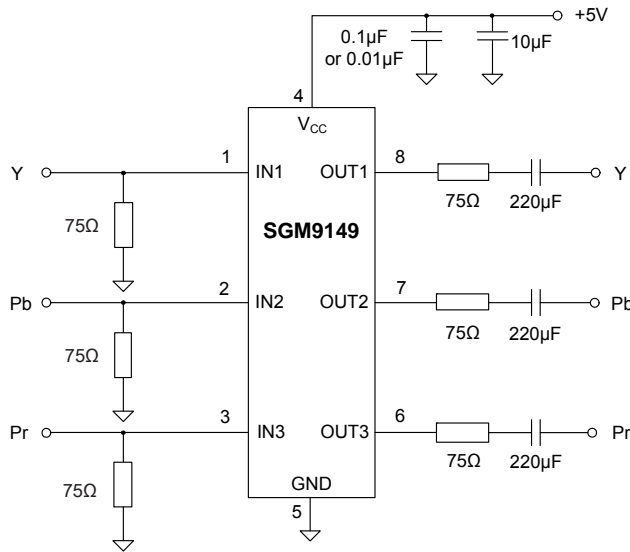 +5V
0.1µF
or 0.01µF
10µF
4
VCC
Y
1
IN1
OUT1
8
Y
75Ω
75Ω
220µF
SGM9149
Pb
2
IN2
OUT2
7
Pb
75Ω
75Ω
220µF
Pr
3
IN3
OUT3
6
Pr
75Ω
75Ω
220µF
GND
5